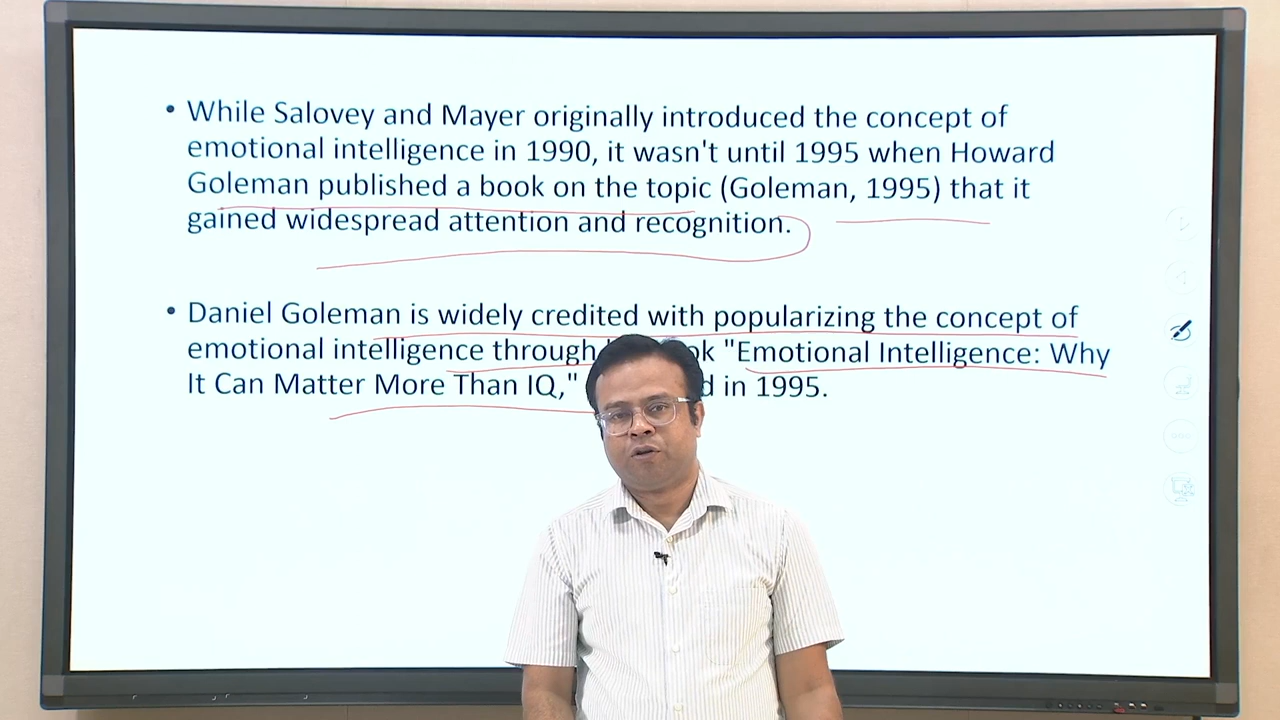 • While Salovey and Mayer originally introduced the concept of
emotional intelligence in 1990, it wasn't until 1995 when Howard
Goleman published a book on the topic (Goleman, 1995) that it
gained widespread attention and recognition.
• Daniel Goleman is widely credited with popularizing the concept of
emotional intelligence through "Emotional Intelligence: Why
It Can Matter More Than IQ," in 1995.